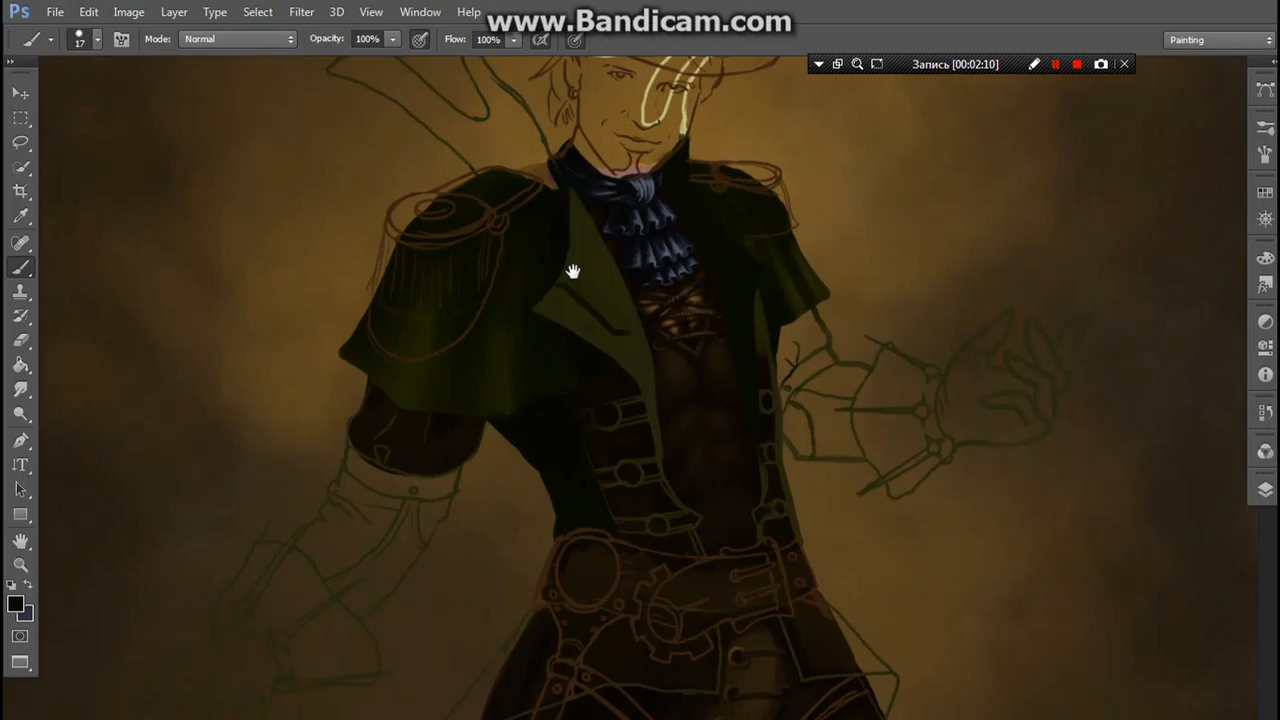 www.Bandicam.com
Ps File Edit Image Layer Type Select Filter 3D View Window Help
17 Mode: Normal Opacity: 100% Flow: 100% Painting
Запись [00:02:10]